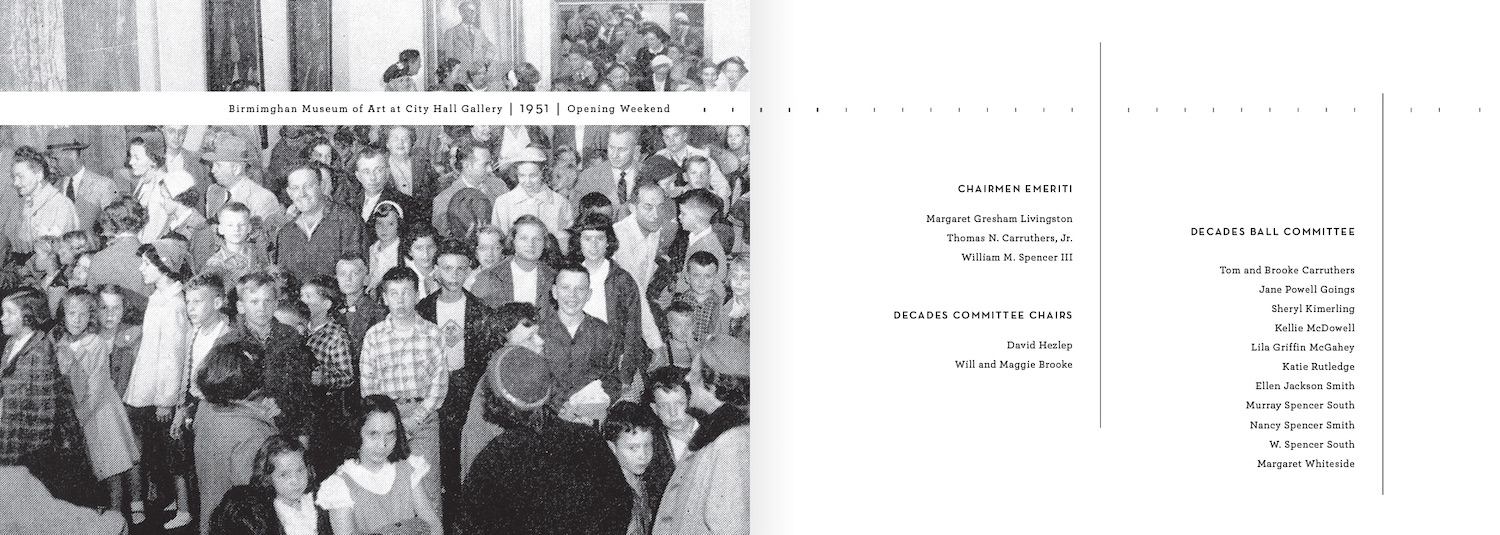 Birmimghan Museum of Art at City Hall Gallery | 1951 | Opening Weekend
CHAIRMEN EMERITI
Margaret Gresham Livingston
Thomas N. Carruthers, Jr.
William M. Spencer III
DECADES COMMITTEE CHAIRS
David Hezlep
Will and Maggie Brooke
DECADES BALL COMMITTEE
Tom and Brooke Carruthers
Jane Powell Goings
Sheryl Kimerling
Kellie McDowell
Lila Griffin McGahey
Katie Rutledge
Ellen Jackson Smith
Murray Spencer South
Nancy Spencer Smith
W. Spencer South
Margaret Whiteside